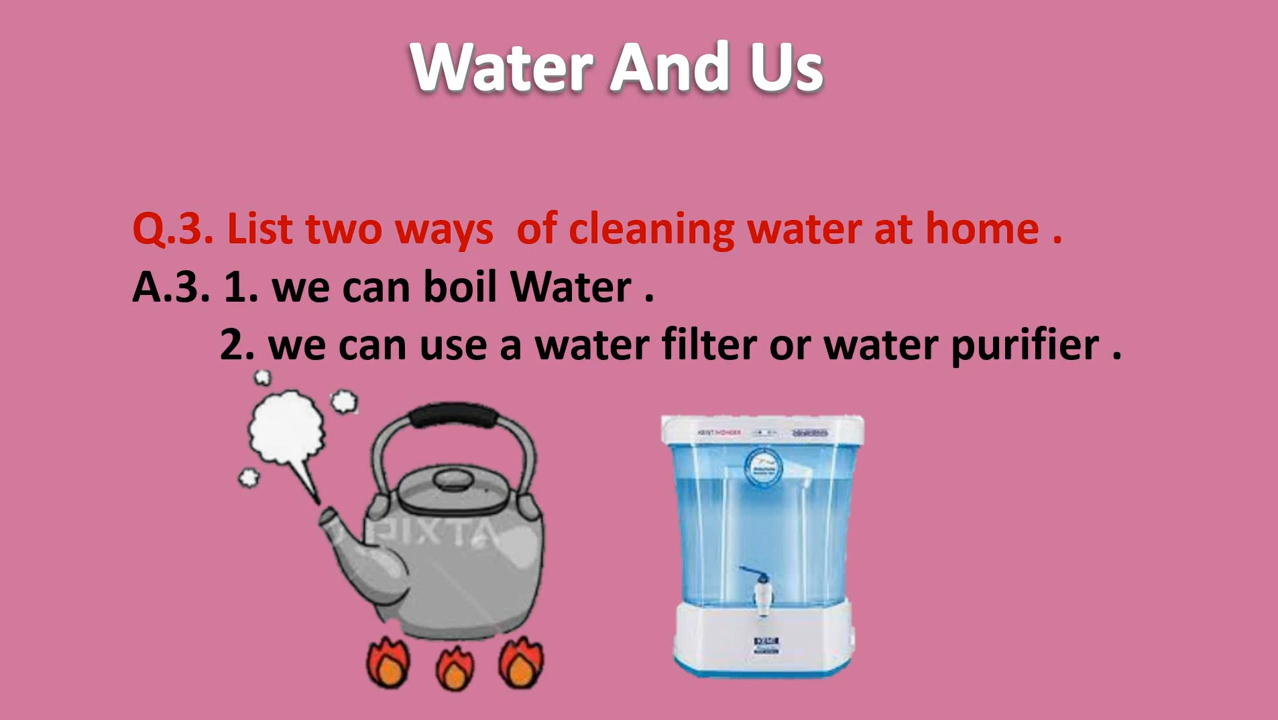 Water And Us
Q.3. List two ways of cleaning water at home .
A.3. 1. we can boil Water .
2. we can use a water filter or water purifier .
PIXTA
KENT